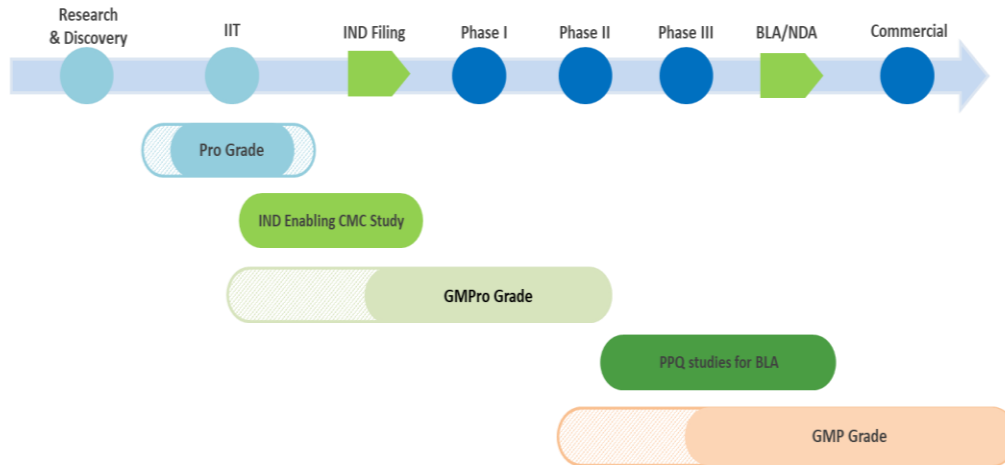 Research
& Discovery
IIT
IND Filing
Phase I
Phase II
Phase III
BLA/NDA
Commercial
Pro Grade
IND Enabling CMC Study
GMPro Grade
PPQ studies for BLA
GMP Grade